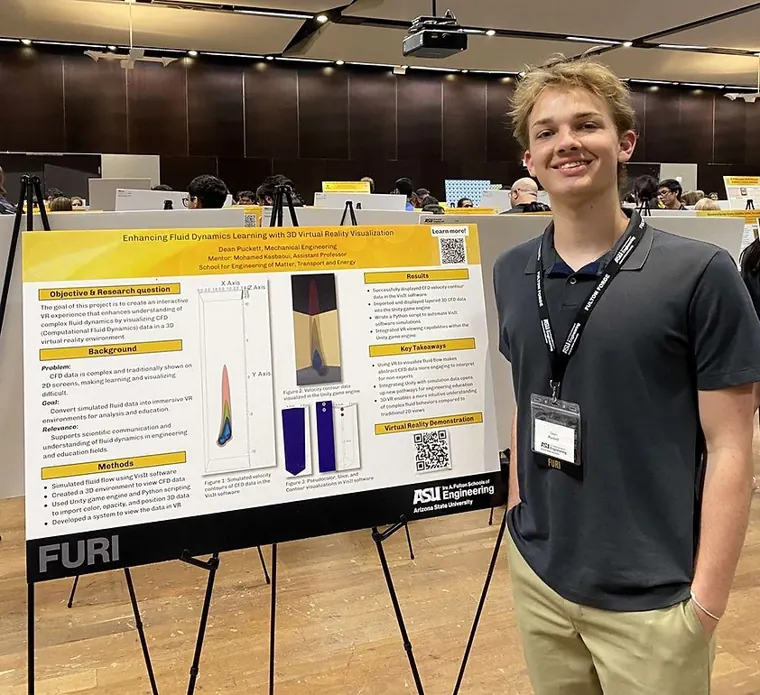 Enhancing Fluid Dynamics Learning with 3D Virtual Reality Visualization
Dean Puckett, Mechanical Engineering
Mentor: Mohamed Kasbaoui, Assistant Professor
School for Engineering of Matter, Transport and Energy
Learn more!
Objective & Research question
The goal of this project is to create an interactive
VR experience that enhances understanding of
complex fluid dynamics by visualizing CFD
(Computational Fluid Dynamics) data in a 3D
virtual reality environment
Background
Problem:
CFD data is complex and traditionally shown on
2D screens, making learning and visualizing
difficult.
Goal:
Convert simulated fluid data into immersive VR
environments for analysis and education.
Relevance:
Supports scientific communication and
understanding of fluid dynamics in engineering
and education fields.
Methods
• Simulated fluid flow using VisIt software
• Created a 3D environment to view CFD data
• Used Unity game engine and Python scripting
to import color, opacity, and position 3D data
• Developed a system to view the data in VR
X Axis
Z Axis
Y Axis
Figure 1: Simulated velocity
contours of CFD data in the
VisIt software
Figure 2: Velocity contour data
visualized in the Unity game engine
Figure 3: Pseudocolor, and
Contour visualizations in VisIt software
Results
• Successfully displayed CFD velocity
contour data in the VisIt software
• Imported and displayed layered 3D CFD data
into the Unity game engine
• Wrote a Python script to automate VisIt
software simulations
• Integrated VR viewing capabilities within the
Unity game engine
Key Takeaways
• Using VR to visualize fluid flow makes
abstract CFD data more engaging to interpret
for non experts
• Integrating Unity with simulation data opens
up new pathways for engineering education
• 3D VR enables a more intuitive understanding
of complex fluid behaviors compared to
traditional 2D views
Virtual Reality Demonstration
FURI
ASU Ira A. Fulton Schools of
Engineering
Arizona State University
FULTON FORGE
ASU Engineering
Dean
Puckett
ASU Engineering
FURI